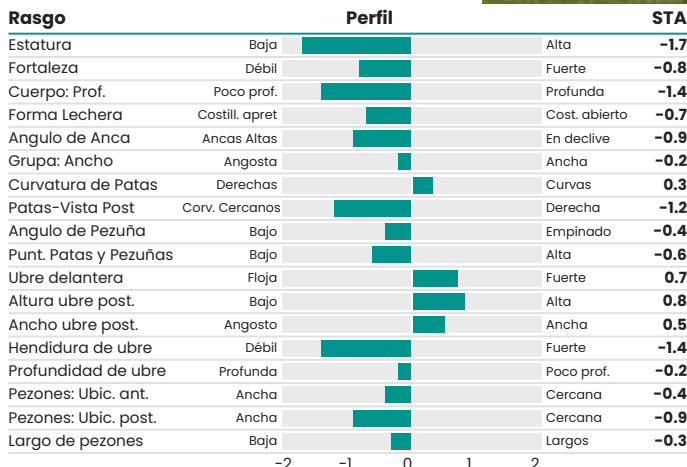 Rasgo Perfil STA
Estatura Baja Alta -1.7
Fortaleza Débil Fuerte -0.8
Cuerpo: Prof. Poco prof. Profunda -1.4
Forma Lechera Costill. apret Cost. abierto -0.7
Angulo de Anca Ancas Altas En declive -0.9
Grupa: Ancho Angosta Ancha -0.2
Curvatura de Patas Derechas Curvas 0.3
Patas-Vista Post Corv. Cercanos Derecha -1.2
Angulo de Pezuña Bajo Empinado -0.4
Punt. Patas y Pezuñas Bajo Alta -0.6
Ubre delantera Floja Fuerte 0.7
Altura ubre post. Bajo Alta 0.8
Ancho ubre post. Angosto Ancha 0.5
Hendidura de ubre Débil Fuerte -1.4
Profundidad de ubre Profunda Poco prof. -0.2
Pezones: Ubic. ant. Ancha Cercana -0.4
Pezones: Ubic. post. Ancha Cercana -0.9
Largo de pezones Baja Largos -0.3
-2 -1 0 1 2